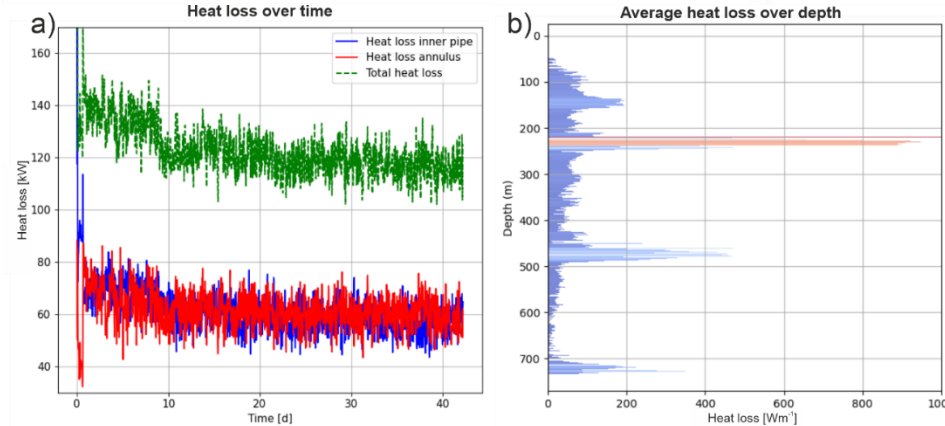 a)
Heat loss over time
Heat loss inner pipe
Heat loss annulus
Total heat loss
Heat loss [kW]
160
140
120
100
80
60
40
0
10
20
30
40
Time [d]
b)
Average heat loss over depth
Depth (m)
0
100
200
300
400
500
600
700
0
200
400
600
800
1000
Heat loss [Wm⁻¹]